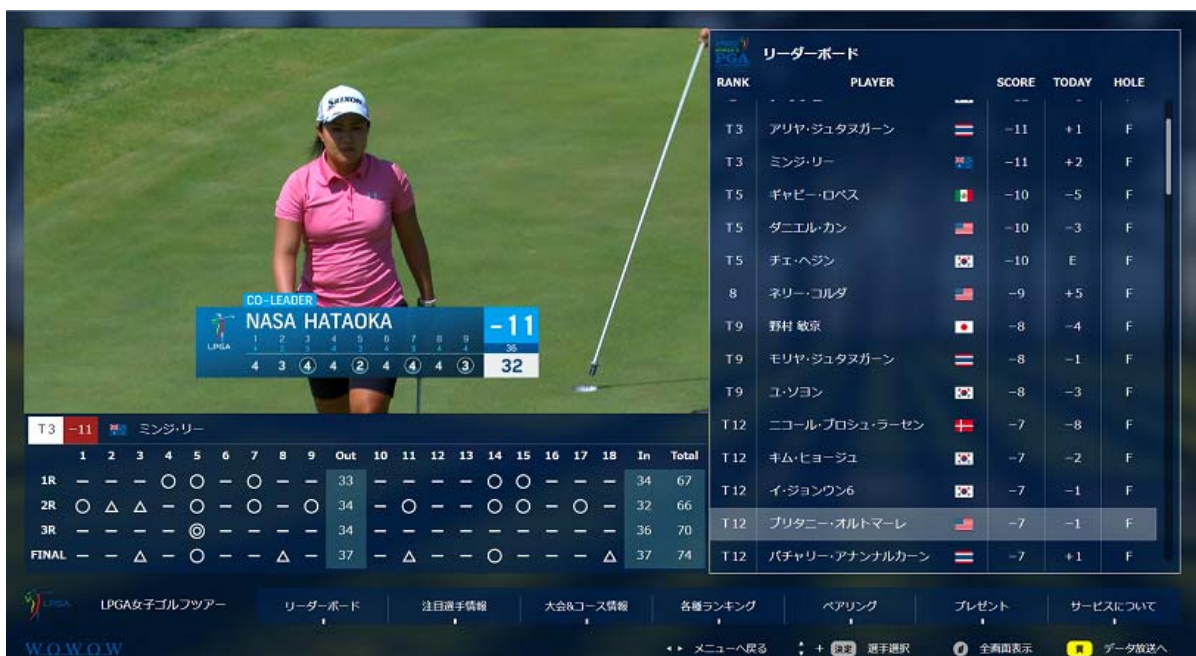 SRIXON
CO-LEADER
NASA HATAOKA -11
LPGA
1 2 3 4 5 6 7 8 9 36
4 3 ④ 4 ② 4 ④ 4 ③ 32
PGA
リーダーボード
RANK PLAYER SCORE TODAY HOLE
T3 アリヤ・ジュタヌガーン -11 +1 F
T3 ミンジ・リー -11 +2 F
T5 ギャビー・ロペス -10 -5 F
T5 ダニエル・カン -10 -3 F
T5 チェ・ヘジン -10 E F
8 ネリー・コルダ -9 +5 F
T9 野村 敏京 -8 -4 F
T9 モリヤ・ジュタヌガーン -8 -1 F
T9 ユ・ソヨン -8 -3 F
T12 ニコール・ブロシュ・ラーセン -7 -8 F
T12 キム・ヒョージュ -7 -2 F
T12 イ・ジョンウン6 -7 -1 F
T12 ブリタニー・オルトマーレ -7 -1 F
T12 パチャリー・アナンナルカーン -7 +1 F
T3 -11 ミンジ・リー
1 2 3 4 5 6 7 8 9 Out 10 11 12 13 14 15 16 17 18 In Total
1R － － － ○ ○ － ○ － － 33 － － － － ○ ○ － － － 34 67
2R ○ △ △ － ○ － ○ － ○ 34 － ○ － － ○ ○ － ○ － 32 66
3R － － － － ◎ － － － － 34 － － － － － － － － － 36 70
FINAL － － △ － ○ － － △ － 37 － △ － － ○ － － － △ 37 74
LPGA LPGA女子ゴルフツアー リーダーボード 注目選手情報 大会&コース情報 各種ランキング ペアリング プレゼント サービスについて
WOWOW メニューへ戻る + 決定 選手選択 d 全画面表示 黄 データ放送へ